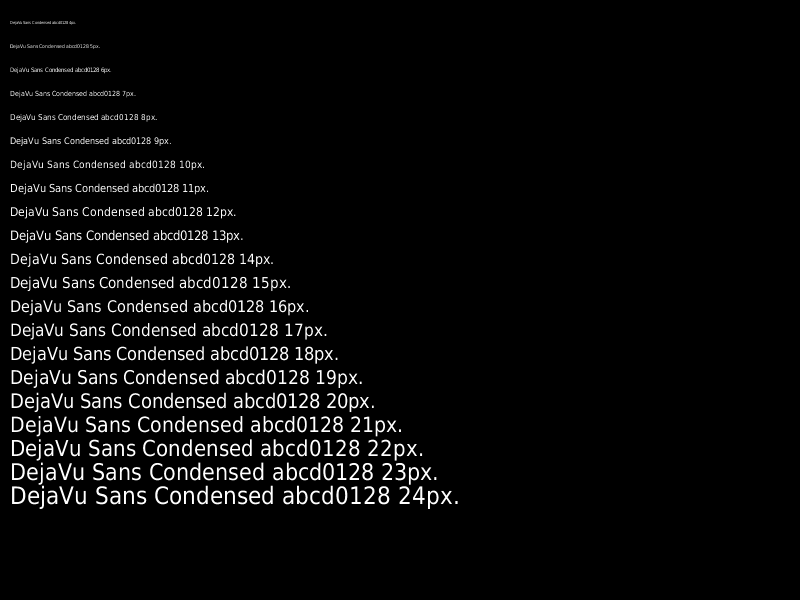 DejaVu Sans Condensed abcd0128 4px.
DejaVu Sans Condensed abcd0128 5px.
DejaVu Sans Condensed abcd0128 6px.
DejaVu Sans Condensed abcd0128 7px.
DejaVu Sans Condensed abcd0128 8px.
DejaVu Sans Condensed abcd0128 9px.
DejaVu Sans Condensed abcd0128 10px.
DejaVu Sans Condensed abcd0128 11px.
DejaVu Sans Condensed abcd0128 12px.
DejaVu Sans Condensed abcd0128 13px.
DejaVu Sans Condensed abcd0128 14px.
DejaVu Sans Condensed abcd0128 15px.
DejaVu Sans Condensed abcd0128 16px.
DejaVu Sans Condensed abcd0128 17px.
DejaVu Sans Condensed abcd0128 18px.
DejaVu Sans Condensed abcd0128 19px.
DejaVu Sans Condensed abcd0128 20px.
DejaVu Sans Condensed abcd0128 21px.
DejaVu Sans Condensed abcd0128 22px.
DejaVu Sans Condensed abcd0128 23px.
DejaVu Sans Condensed abcd0128 24px.